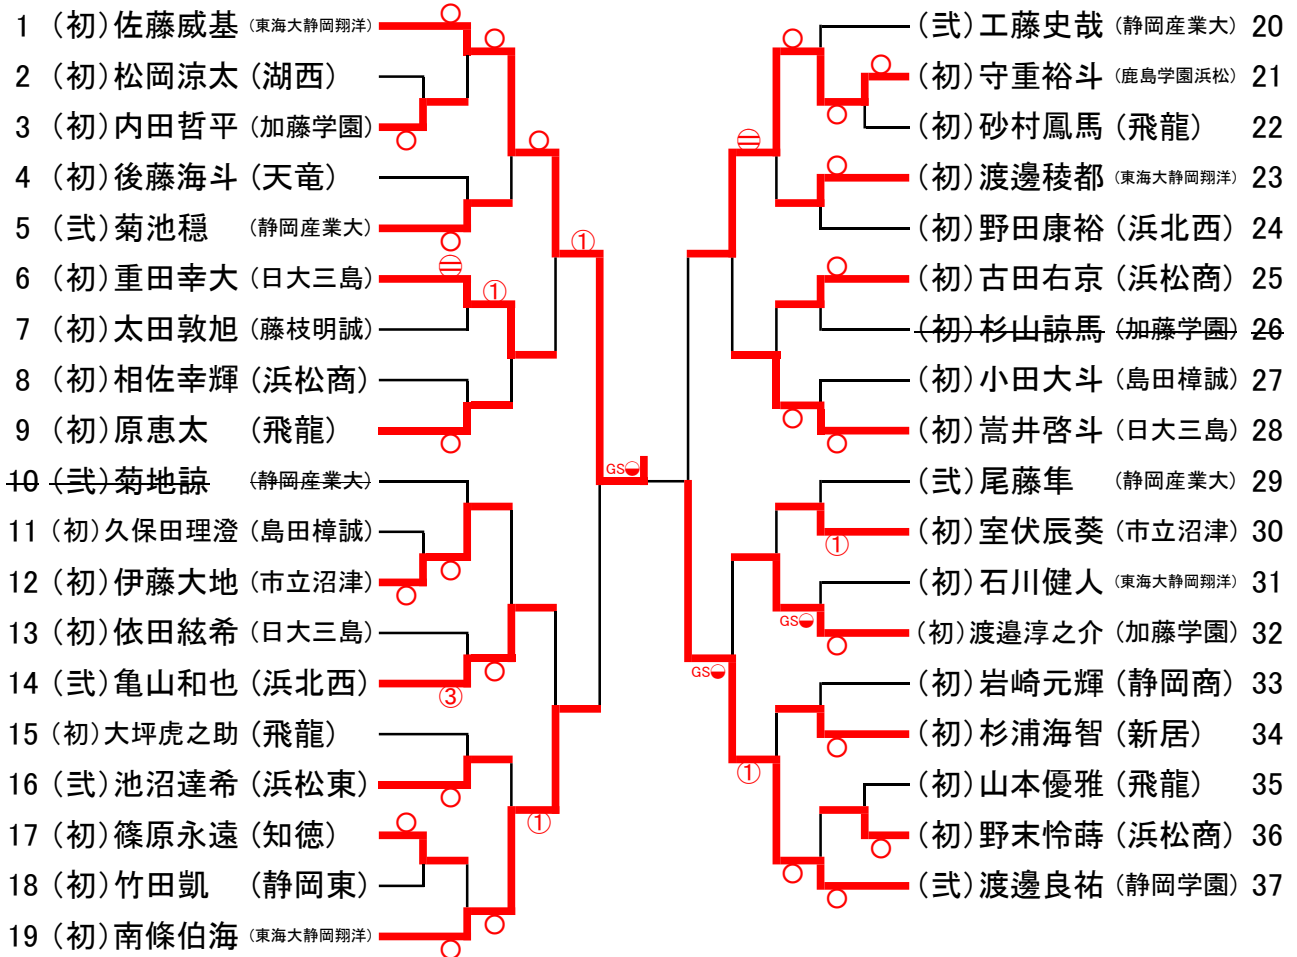 1 (初)佐藤威基 (東海大静岡翔洋)
2 (初)松岡涼太 (湖西)
3 (初)内田哲平 (加藤学園)
4 (初)後藤海斗 (天竜)
5 (弐)菊池穏 (静岡産業大)
6 (初)重田幸大 (日大三島)
7 (初)太田敦旭 (藤枝明誠)
8 (初)相佐幸輝 (浜松商)
9 (初)原恵太 (飛龍)
10 (弐)菊地諒 (静岡産業大)
11 (初)久保田理澄 (島田樟誠)
12 (初)伊藤大地 (市立沼津)
13 (初)依田絃希 (日大三島)
14 (弐)亀山和也 (浜北西)
15 (初)大坪虎之助 (飛龍)
16 (弐)池沼達希 (浜松東)
17 (初)篠原永遠 (知徳)
18 (初)竹田凱 (静岡東)
19 (初)南條伯海 (東海大静岡翔洋)
①
①
③
①
GS
GS
①
①
GS
(弐)工藤史哉 (静岡産業大) 20
(初)守重裕斗 (鹿島学園浜松) 21
(初)砂村鳳馬 (飛龍) 22
(初)渡邊稜都 (東海大静岡翔洋) 23
(初)野田康裕 (浜北西) 24
(初)古田右京 (浜松商) 25
(初)杉山諒馬 (加藤学園) 26
(初)小田大斗 (島田樟誠) 27
(初)嵩井啓斗 (日大三島) 28
(弐)尾藤隼 (静岡産業大) 29
(初)室伏辰葵 (市立沼津) 30
(初)石川健人 (東海大静岡翔洋) 31
(初)渡邉淳之介 (加藤学園) 32
(初)岩崎元輝 (静岡商) 33
(初)杉浦海智 (新居) 34
(初)山本優雅 (飛龍) 35
(初)野末怜蒔 (浜松商) 36
(弐)渡邊良祐 (静岡学園) 37